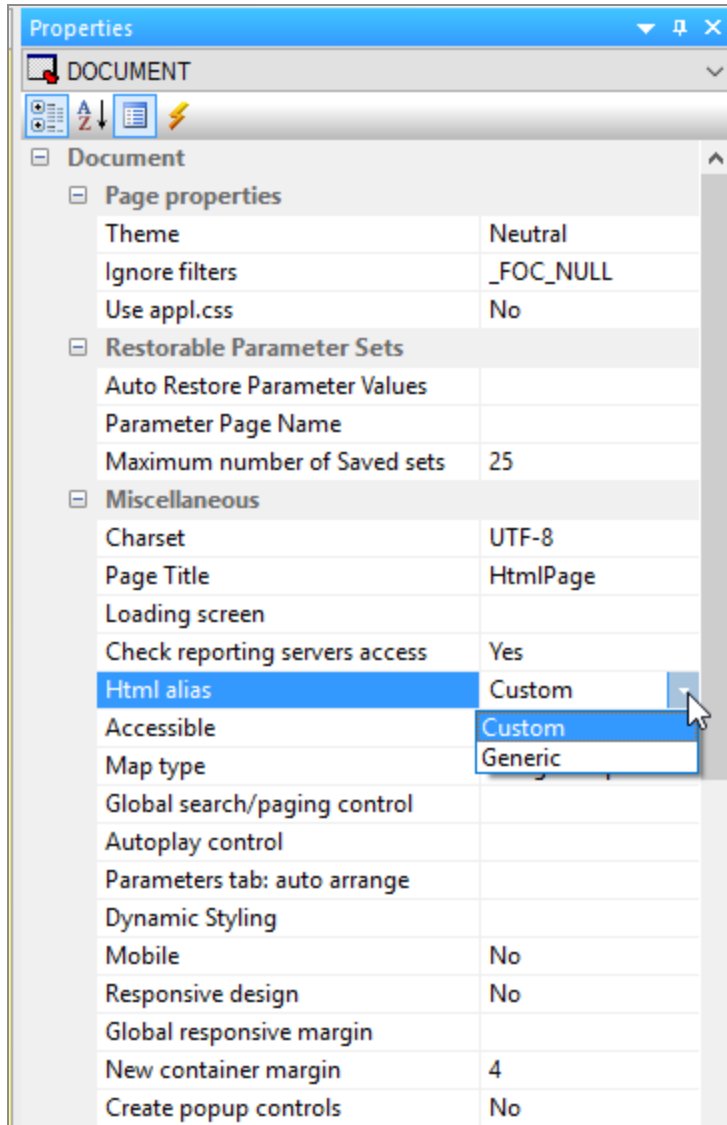 Properties
DOCUMENT
Document
Page properties
Theme Neutral
Ignore filters _FOC_NULL
Use appl.css No
Restorable Parameter Sets
Auto Restore Parameter Values
Parameter Page Name
Maximum number of Saved sets 25
Miscellaneous
Charset UTF-8
Page Title HtmlPage
Loading screen
Check reporting servers access Yes
Html alias Custom
Accessible Custom
Map type Generic
Global search/paging control
Autoplay control
Parameters tab: auto arrange
Dynamic Styling
Mobile No
Responsive design No
Global responsive margin
New container margin 4
Create popup controls No